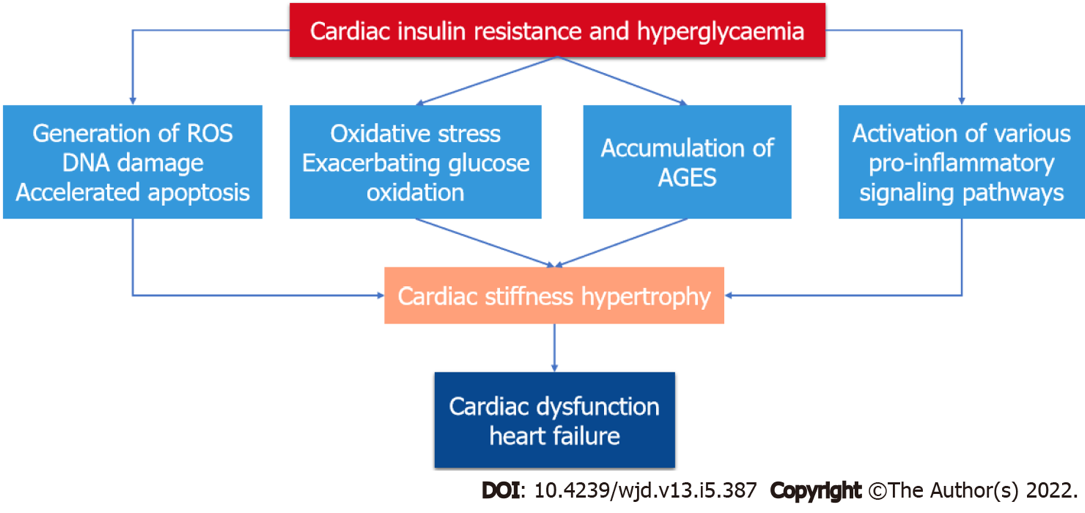 Cardiac insulin resistance and hyperglycaemia
Generation of ROS
DNA damage
Accelerated apoptosis
Oxidative stress
Exacerbating glucose
oxidation
Accumulation of
AGES
Activation of various
pro-inflammatory
signaling pathways
Cardiac stiffness hypertrophy
Cardiac dysfunction
heart failure
DOI: 10.4239/wjd.v13.i5.387 Copyright ©The Author(s) 2022.